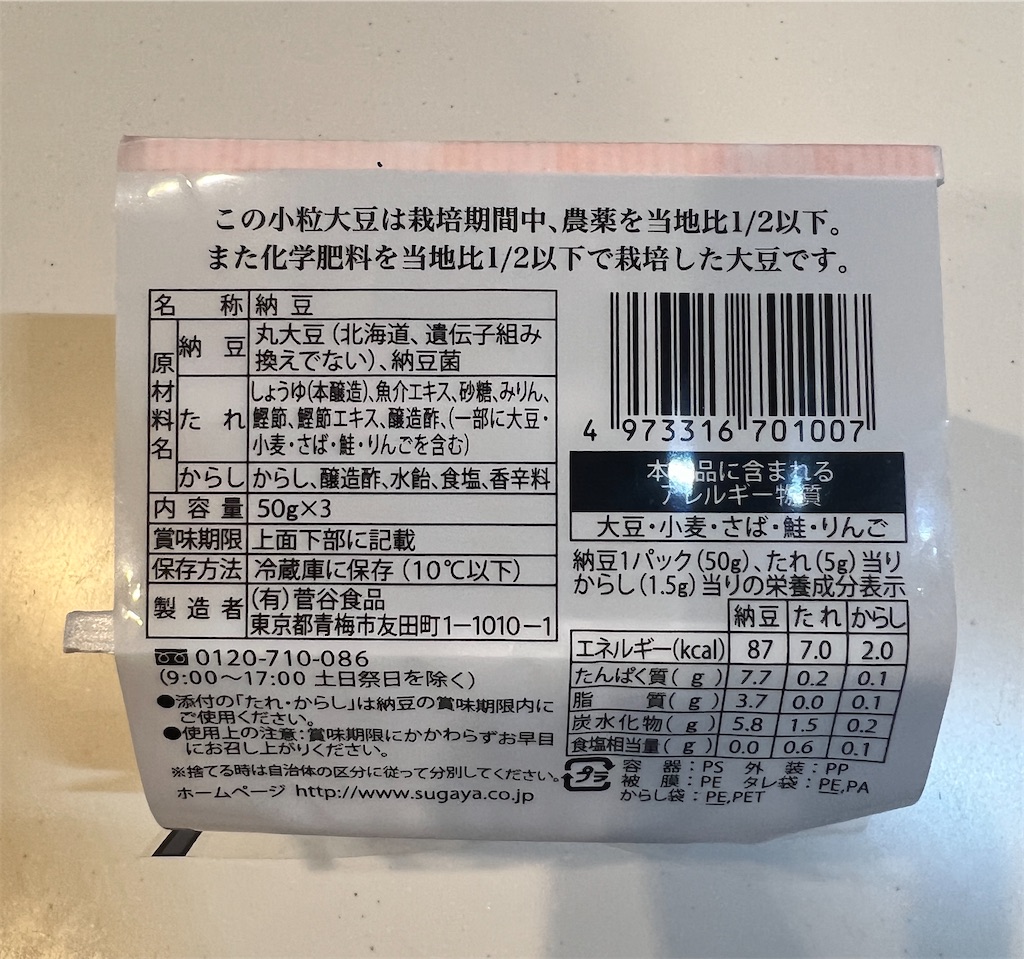 この小粒大豆は栽培期間中、農薬を当地比1/2以下。
また化学肥料を当地比1/2以下で栽培した大豆です。
名称 納豆
原材料名
納豆 丸大豆(北海道、遺伝子組み
換えでない)、納豆菌
たれ しょうゆ(本醸造)、魚介エキス、砂糖、みりん、
鰹節、鰹節エキス、醸造酢、(一部に大豆・
小麦・さば・鮭・りんごを含む)
からし からし、醸造酢、水飴、食塩、香辛料
内容量 50g×3
賞味期限 上面下部に記載
保存方法 冷蔵庫に保存(10℃以下)
製造者 (有)菅谷食品
東京都青梅市友田町1−1010−1
0120-710-086
(9:00〜17:00 土日祭日を除く)
●添付の「たれ・からし」は納豆の賞味期限内に
ご使用ください。
●使用上の注意:賞味期限にかかわらずお早目
にお召し上がりください。
※捨てる時は自治体の区分に従って分別してください。
ホームページ http://www.sugaya.co.jp
4 973316 701007
本 品に含まれる
アレルギー物質
大豆・小麦・さば・鮭・りんご
納豆1パック(50g)、たれ(5g)当り
からし(1.5g)当りの栄養成分表示
納豆 たれ からし
エネルギー(kcal) 87 7.0 2.0
たんぱく質(g) 7.7 0.2 0.1
脂質(g) 3.7 0.0 0.1
炭水化物(g) 5.8 1.5 0.2
食塩相当量(g) 0.0 0.6 0.1
プラ
容器:PS 外装:PP
被膜:PE タレ袋:PE,PA
からし袋:PE,PET